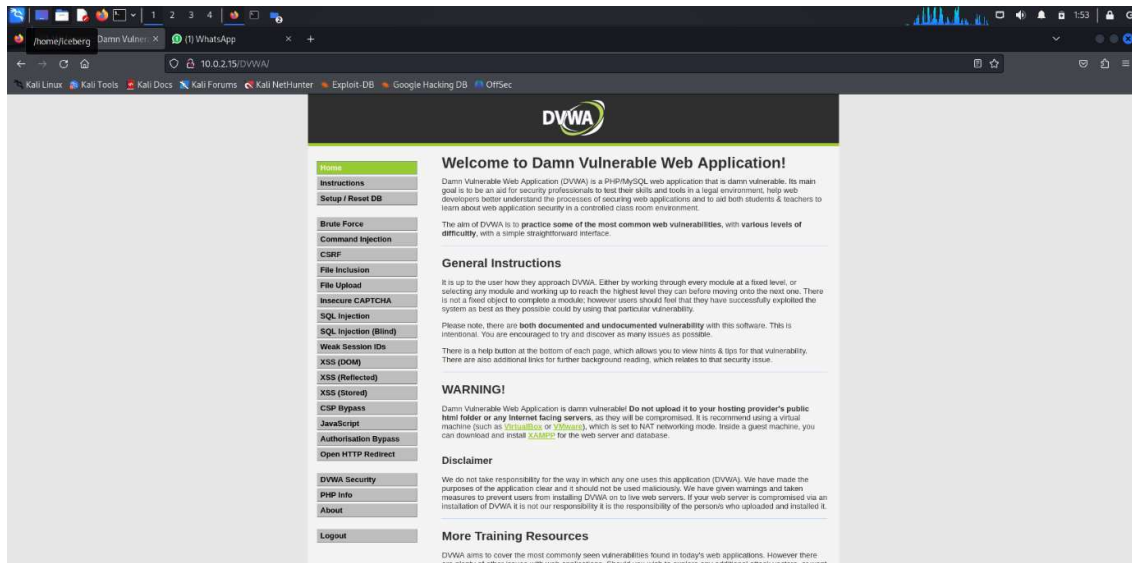 1 2 3 4
1:53
/home/iceberg
Damn Vulner
(1) WhatsApp
10.0.2.15/DVWA/
Kali Linux Kali Tools Kali Docs Kali Forums Kali NetHunter Exploit-DB Google Hacking DB OffSec
DVWA
Home
Instructions
Setup / Reset DB
Brute Force
Command Injection
CSRF
File Inclusion
File Upload
Insecure CAPTCHA
SQL Injection
SQL Injection (Blind)
Weak Session IDs
XSS (DOM)
XSS (Reflected)
XSS (Stored)
CSP Bypass
JavaScript
Authorisation Bypass
Open HTTP Redirect
DVWA Security
PHP Info
About
Logout
Welcome to Damn Vulnerable Web Application!
Damn Vulnerable Web Application (DVWA) is a PHP/MySQL web application that is damn vulnerable. Its main
goal is to be an aid for security professionals to test their skills and tools in a legal environment, help web
developers better understand the processes of securing web applications and to aid both students & teachers to
learn about web application security in a controlled class room environment.
The aim of DVWA is to practice some of the most common web vulnerabilities, with various levels of
difficultly, with a simple straightforward interface.
General Instructions
It is up to the user how they approach DVWA. Either by working through every module at a fixed level, or
selecting any module and working up to reach the highest level they can before moving onto the next one. There
is not a fixed object to complete a module; however users should feel that they have successfully exploited the
system as best as they possible could by using that particular vulnerability.
Please note, there are both documented and undocumented vulnerability with this software. This is
intentional. You are encouraged to try and discover as many issues as possible.
There is a help button at the bottom of each page, which allows you to view hints & tips for that vulnerability.
There are also additional links for further background reading, which relates to that security issue.
WARNING!
Damn Vulnerable Web Application is damn vulnerable! Do not upload it to your hosting provider's public
html folder or any Internet facing servers, as they will be compromised. It is recommend using a virtual
machine (such as VirtualBox or VMware), which is set to NAT networking mode. Inside a guest machine, you
can download and install XAMPP for the web server and database.
Disclaimer
We do not take responsibility for the way in which any one uses this application (DVWA). We have made the
purposes of the application clear and it should not be used maliciously. We have given warnings and taken
measures to prevent users from installing DVWA on to live web servers. If your web server is compromised via an
installation of DVWA it is not our responsibility it is the responsibility of the person/s who uploaded and installed it.
More Training Resources
DVWA aims to cover the most commonly seen vulnerabilities found in today's web applications. However there